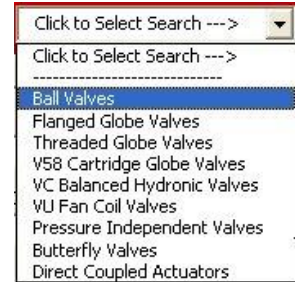 Click to Select Search --->
Click to Select Search --->
----------------------------
Ball Valves
Flanged Globe Valves
Threaded Globe Valves
V58 Cartridge Globe Valves
VC Balanced Hydronic Valves
VU Fan Coil Valves
Pressure Independent Valves
Butterfly Valves
Direct Coupled Actuators